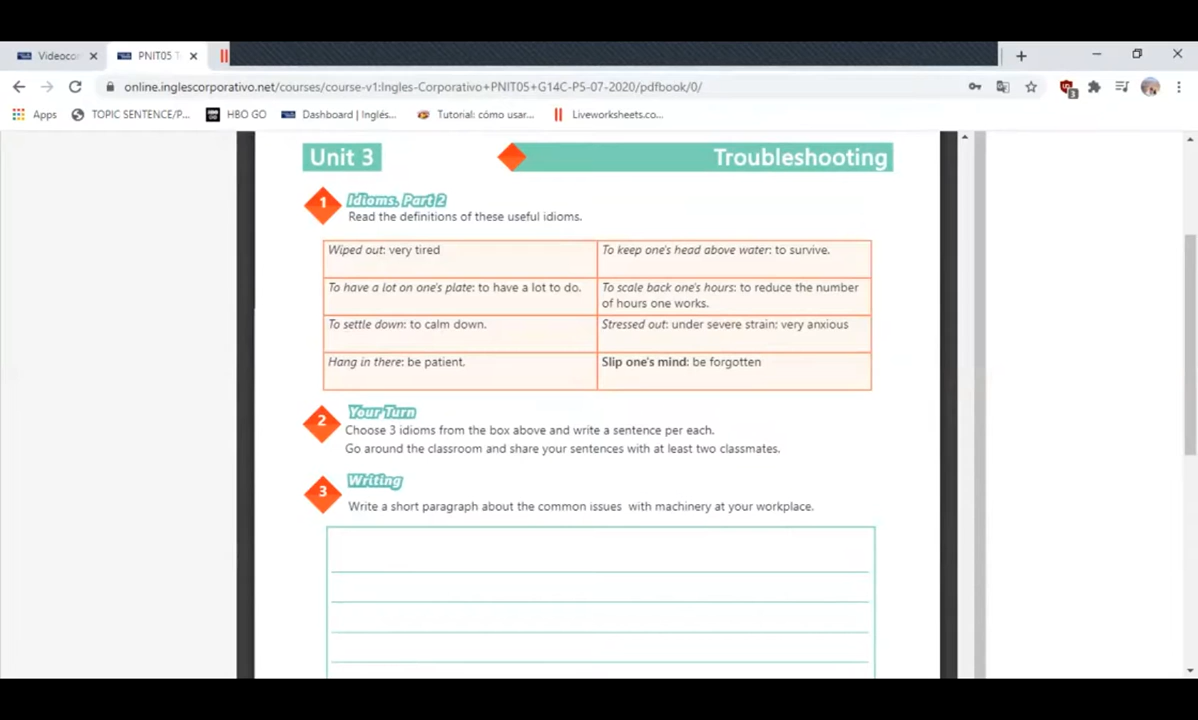 Videocon
PNIT05 T
online.inglescorporativo.net/courses/course-v1:Ingles-Corporativo+PNIT05+G14C-P5-07-2020/pdfbook/0/
Apps
TOPIC SENTENCE/P...
HBO GO
Dashboard | Inglés...
Tutorial: cómo usar...
Liveworksheets.co...
Unit 3
Troubleshooting
1
Idioms. Part 2
Read the definitions of these useful idioms.
Wiped out: very tired
To keep one's head above water: to survive.
To have a lot on one's plate: to have a lot to do.
To scale back one's hours: to reduce the number
of hours one works.
To settle down: to calm down.
Stressed out: under severe strain: very anxious
Hang in there: be patient.
Slip one's mind: be forgotten
2
Your Turn
Choose 3 idioms from the box above and write a sentence per each.
Go around the classroom and share your sentences with at least two classmates.
3
Writing
Write a short paragraph about the common issues  with machinery at your workplace.